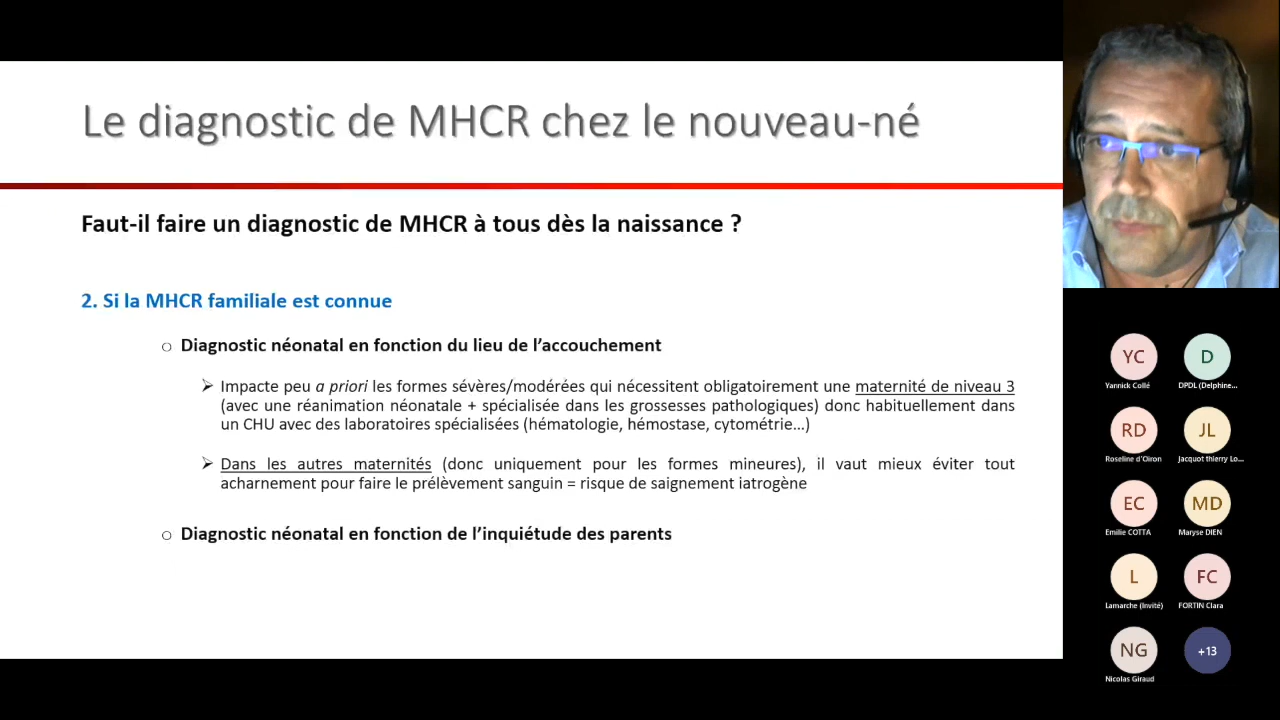 Le diagnostic de MHCR chez le nouveau-né
Faut-il faire un diagnostic de MHCR à tous dès la naissance ?
2. Si la MHCR familiale est connue
o Diagnostic néonatal en fonction du lieu de l'accouchement
➢ Impacte peu a priori les formes sévères/modérées qui nécessitent obligatoirement une maternité de niveau 3
(avec une réanimation néonatale + spécialisée dans les grossesses pathologiques) donc habituellement dans
un CHU avec des laboratoires spécialisées (hématologie, hémostase, cytométrie...)
➢ Dans les autres maternités (donc uniquement pour les formes mineures), il vaut mieux éviter tout
acharnement pour faire le prélèvement sanguin = risque de saignement iatrogène
o Diagnostic néonatal en fonction de l'inquiétude des parents
YC
Yannick Collé
D
DPDL (Delphine...
RD
Roseline d'Oiron
JL
Jacquot thierry Lo...
EC
Emilie COTTA
MD
Maryse DIEN
L
Lamarche (Invité)
FC
FORTIN Clara
NG
Nicolas Giraud
+13